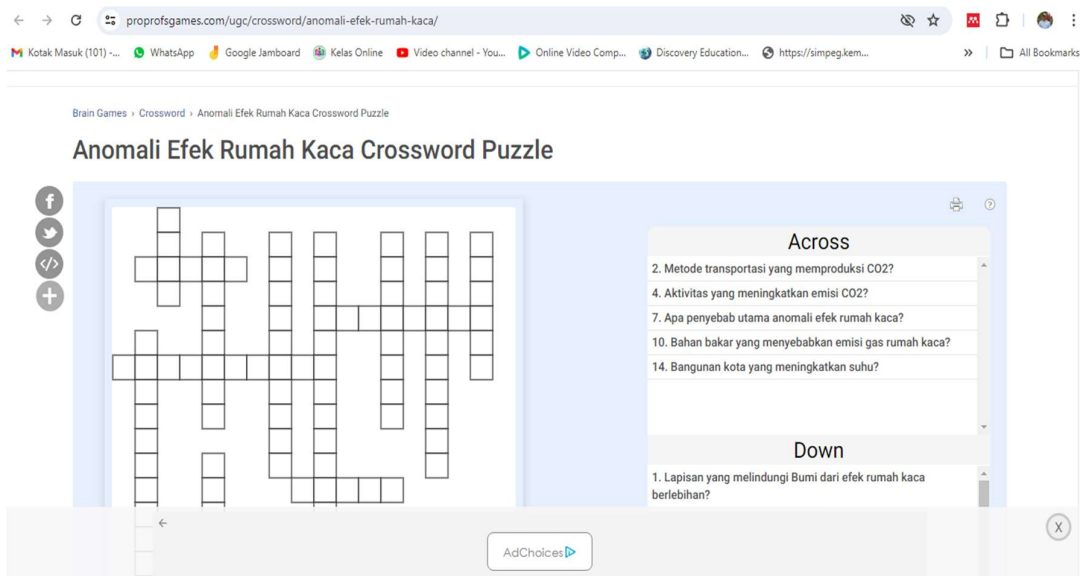 proprofsgames.com/ugc/crossword/anomali-efek-rumah-kaca/
Kotak Masuk (101) -... WhatsApp Google Jamboard Kelas Online Video channel - You... Online Video Comp... Discovery Education... https://simpeg.kem... » All Bookmarks
Brain Games › Crossword › Anomali Efek Rumah Kaca Crossword Puzzle
Anomali Efek Rumah Kaca Crossword Puzzle
Across
2. Metode transportasi yang memproduksi CO2?
4. Aktivitas yang meningkatkan emisi CO2?
7. Apa penyebab utama anomali efek rumah kaca?
10. Bahan bakar yang menyebabkan emisi gas rumah kaca?
14. Bangunan kota yang meningkatkan suhu?
Down
1. Lapisan yang melindungi Bumi dari efek rumah kaca
berlebihan?
AdChoices
X